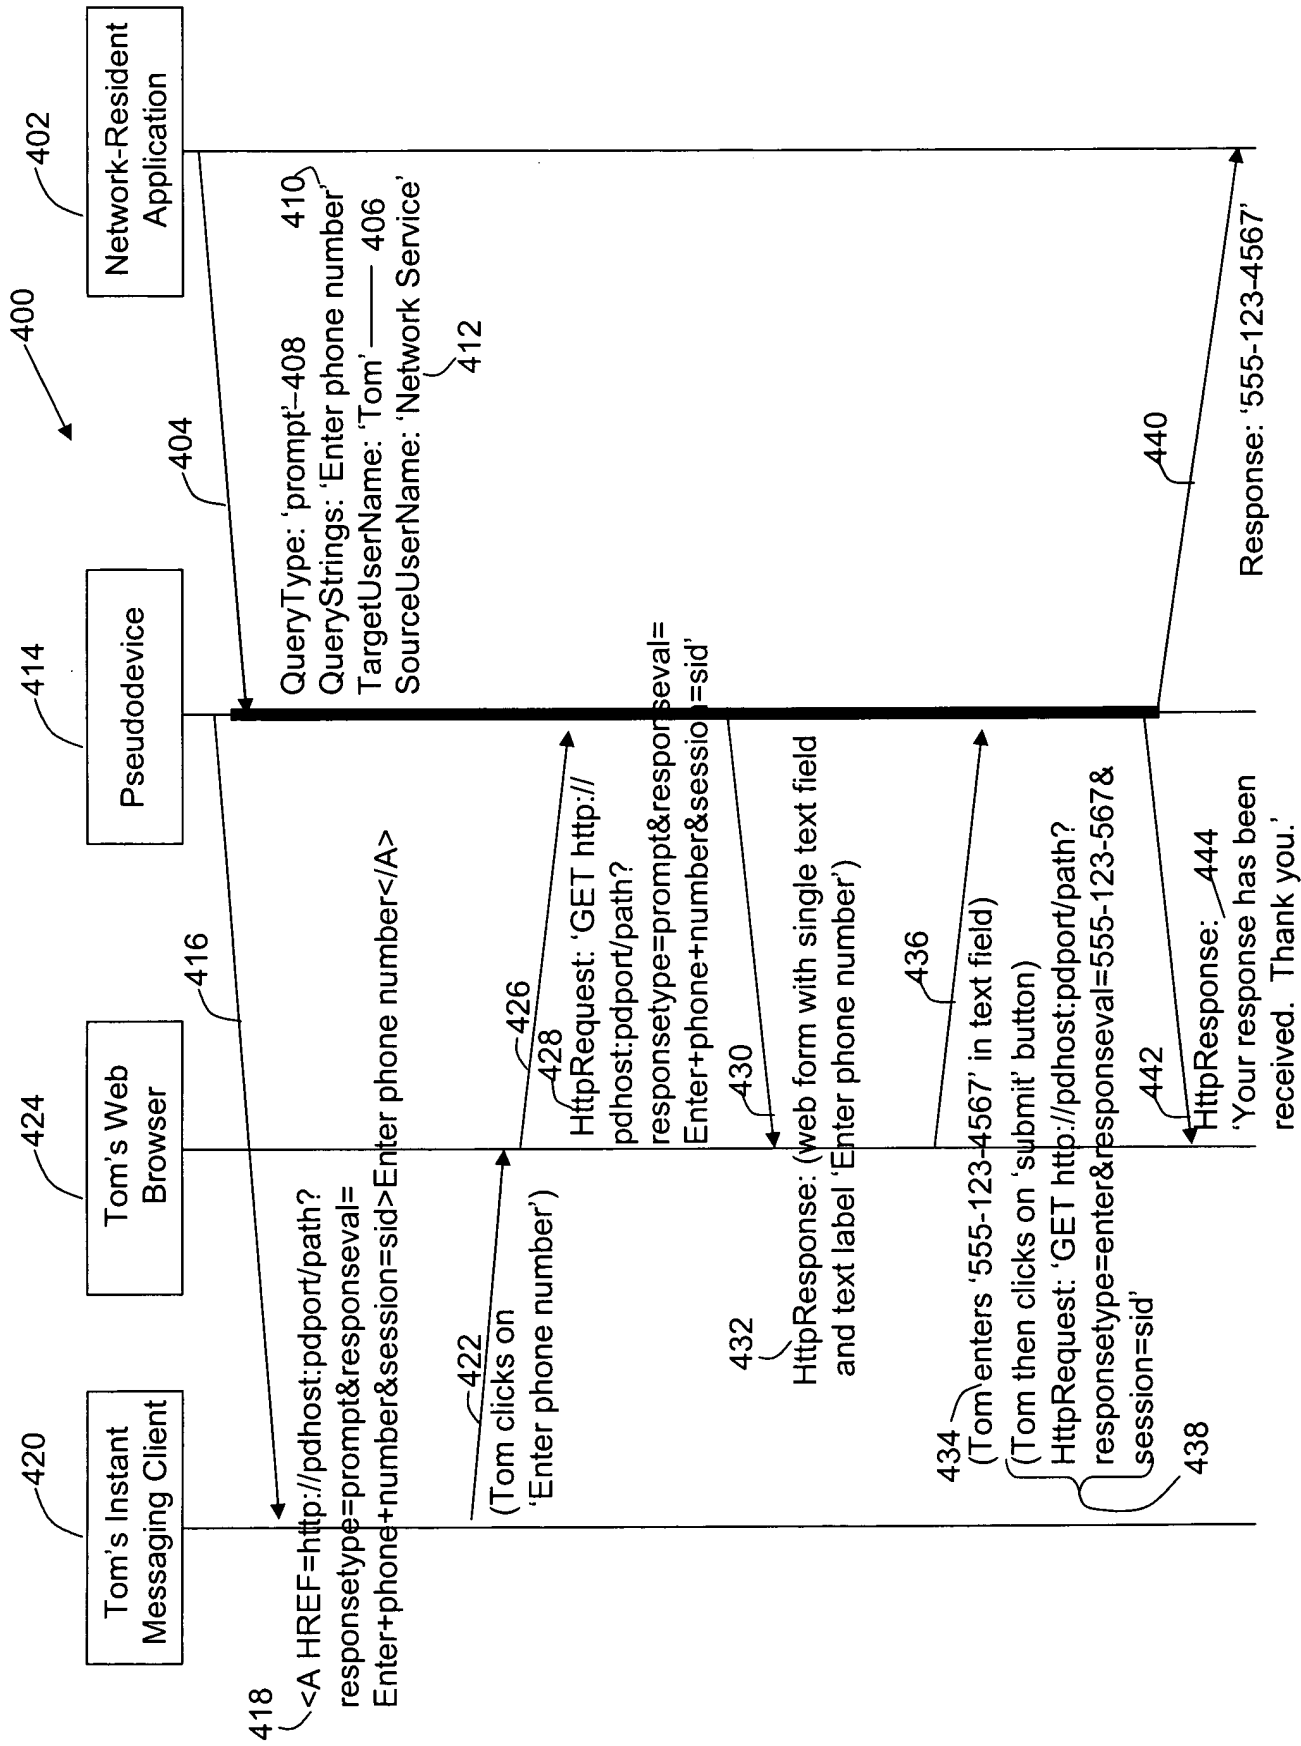 400
420
424
414
402
Tom's Instant
Messaging Client
Tom's Web
Browser
Pseudodevice
Network-Resident
Application
404
416
418
<A HREF=http://pdhost:pdport/path?
responsetype=prompt&responseval=
Enter+phone+number&session=sid>Enter phone number</A>
QueryType: 'prompt'
408
410
QueryStrings: 'Enter phone number'
TargetUserName: 'Tom'
406
SourceUserName: 'Network Service'
412
422
(Tom clicks on
'Enter phone number')
426
428
HttpRequest: 'GET http://
pdhost:pdport/path?
responsetype=prompt&responseval=
Enter+phone+number&session=sid'
430
432
HttpResponse: (web form with single text field
and text label 'Enter phone number')
436
434
(Tom enters '555-123-4567' in text field)
(Tom then clicks on 'submit' button)
HttpRequest: 'GET http://pdhost:pdport/path?
responsetype=enter&responseval=555-123-567&
session=sid'
438
440
Response: '555-123-4567'
442
HttpResponse:
444
'Your response has been
received. Thank you.'